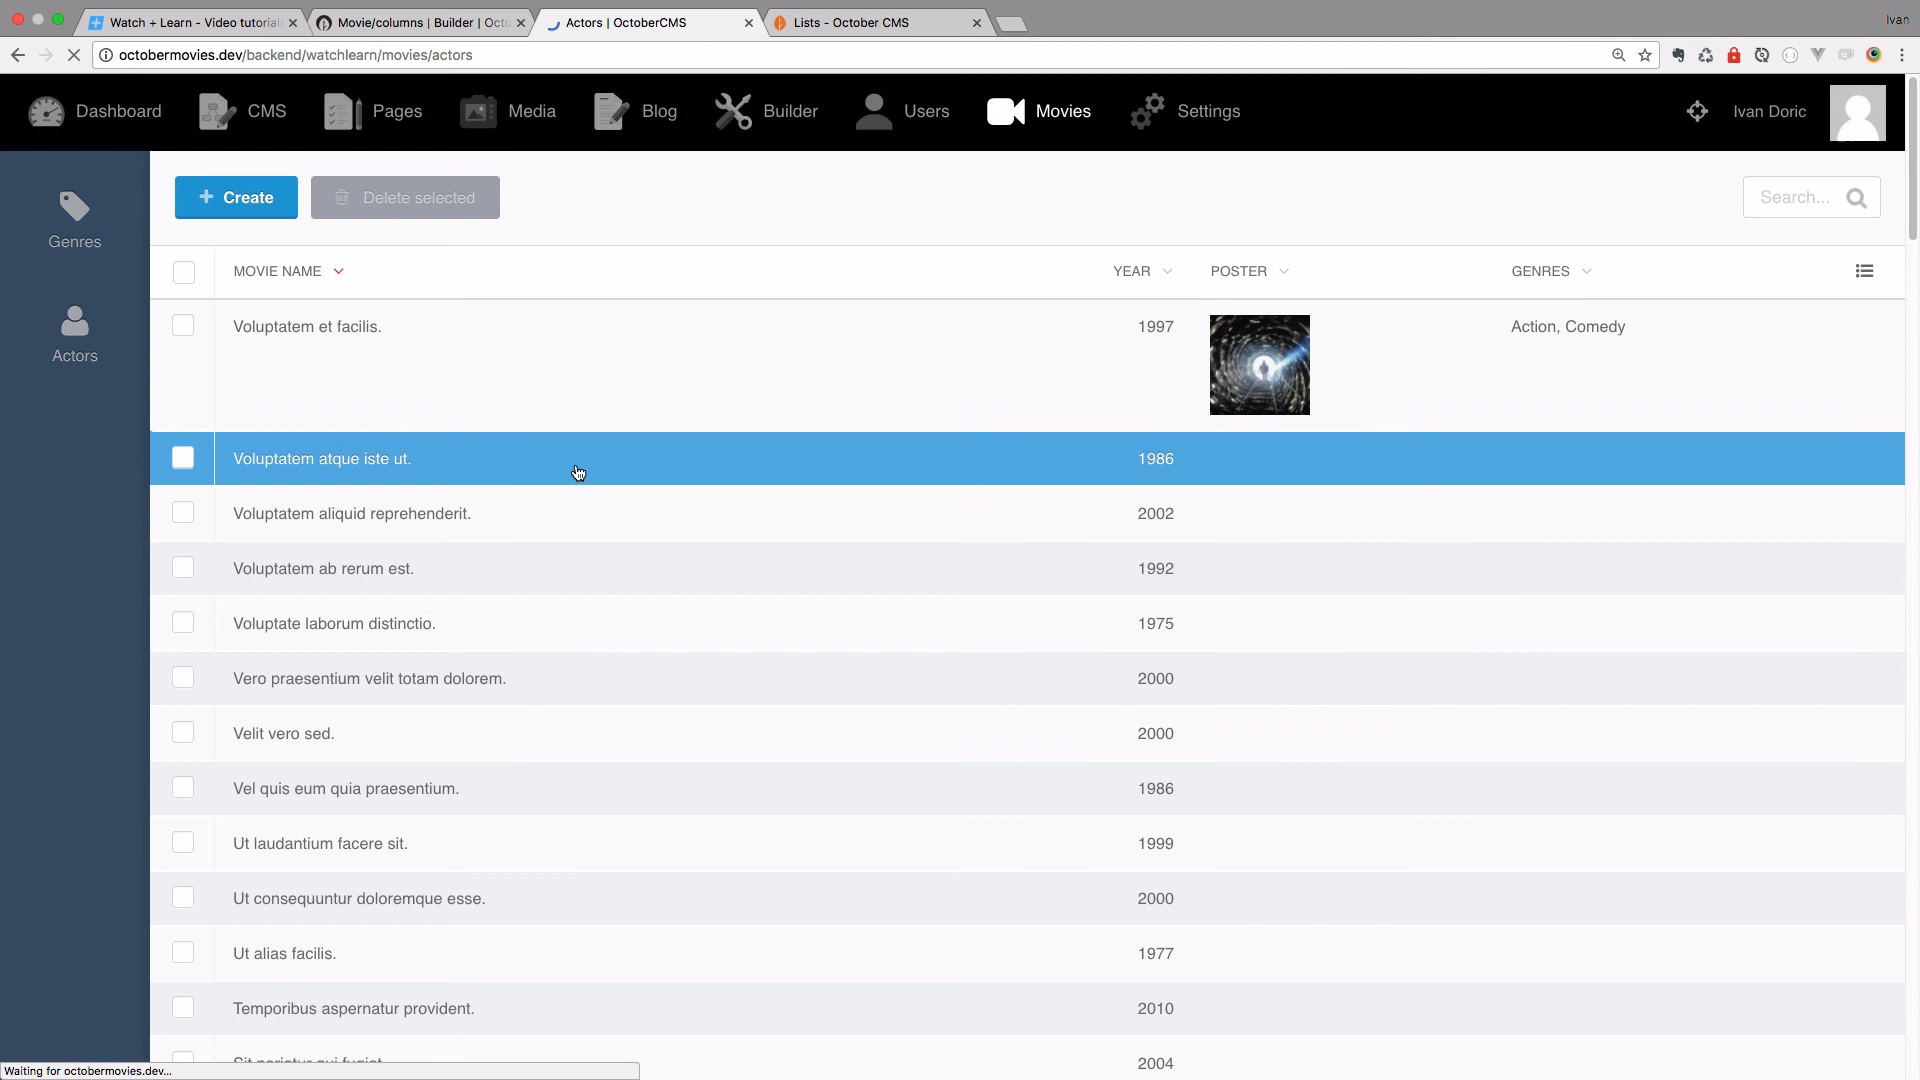 Ivan
Watch + Learn - Video tutorials
Movie/columns | Builder | Octo
Actors | OctoberCMS
Lists - October CMS
octobermovies.dev/backend/watchlearn/movies/actors
Dashboard
CMS
Pages
Media
Blog
Builder
Users
Movies
Settings
Ivan Doric
Genres
Actors
+ Create
Delete selected
Search...
MOVIE NAME YEAR POSTER GENRES
Voluptatem et facilis. 1997 Action, Comedy
Voluptatem atque iste ut. 1986
Voluptatem aliquid reprehenderit. 2002
Voluptatem ab rerum est. 1992
Voluptate laborum distinctio. 1975
Vero praesentium velit totam dolorem. 2000
Velit vero sed. 2000
Vel quis eum quia praesentium. 1986
Ut laudantium facere sit. 1999
Ut consequuntur doloremque esse. 2000
Ut alias facilis. 1977
Temporibus aspernatur provident. 2010
2004
Waiting for octobermovies.dev...